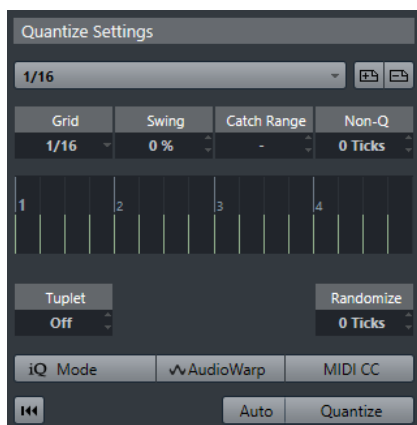 Quantize Settings
1/16
Grid Swing Catch Range Non-Q
1/16 0 % - 0 Ticks
1 2 3 4
Tuplet Randomize
Off 0 Ticks
iQ Mode AudioWarp MIDI CC
Auto Quantize